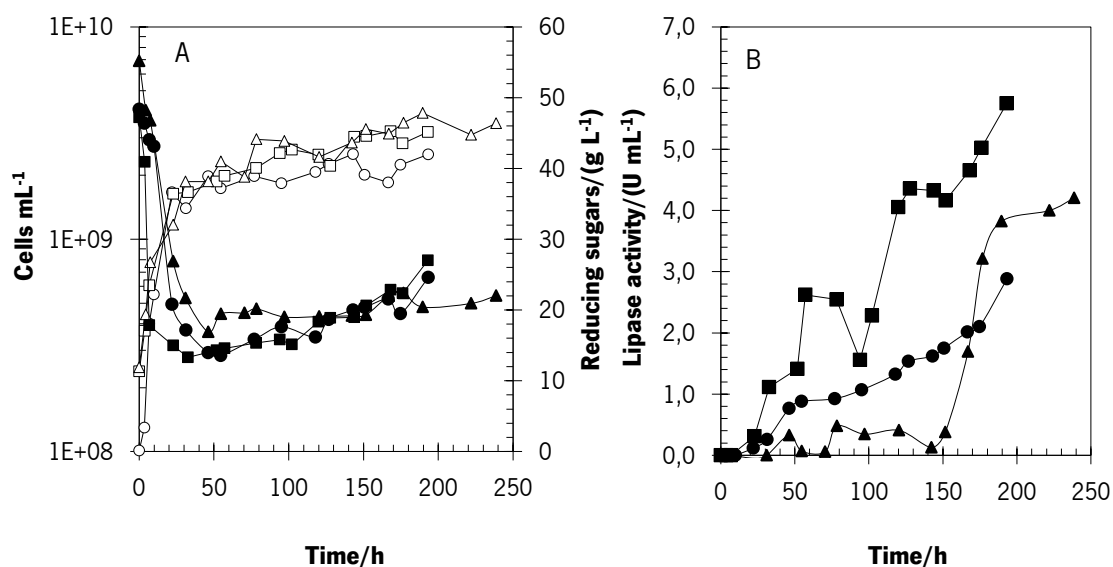 A
B
Cells mL⁻¹
1E+10
1E+09
1E+08
60
50
40
30
20
10
0
Reducing sugars/(g L⁻¹)
Lipase activity/(U mL⁻¹)
7,0
6,0
5,0
4,0
3,0
2,0
1,0
0,0
0 50 100 150 200 250
0 50 100 150 200 250
Time/h
Time/h